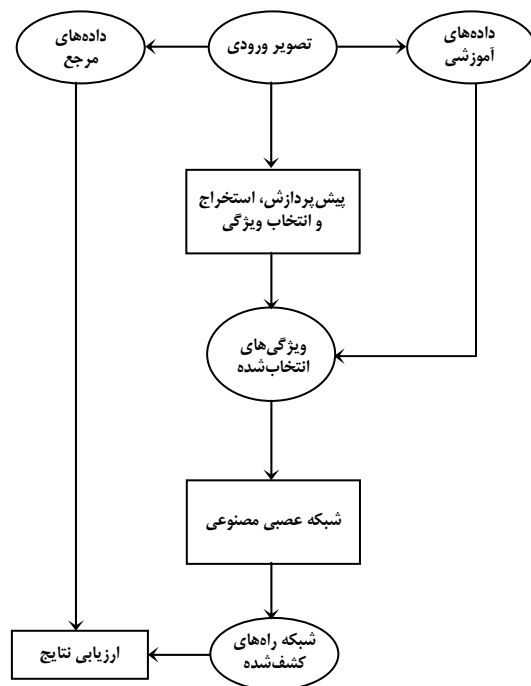 داده‌های
آموزشی
تصویر ورودی
داده‌های
مرجع
پیش‌پردازش، استخراج
و انتخاب ویژگی
ویژگی‌های
انتخاب‌شده
شبکه عصبی مصنوعی
شبکه راه‌های
کشف‌شده
ارزیابی نتایج